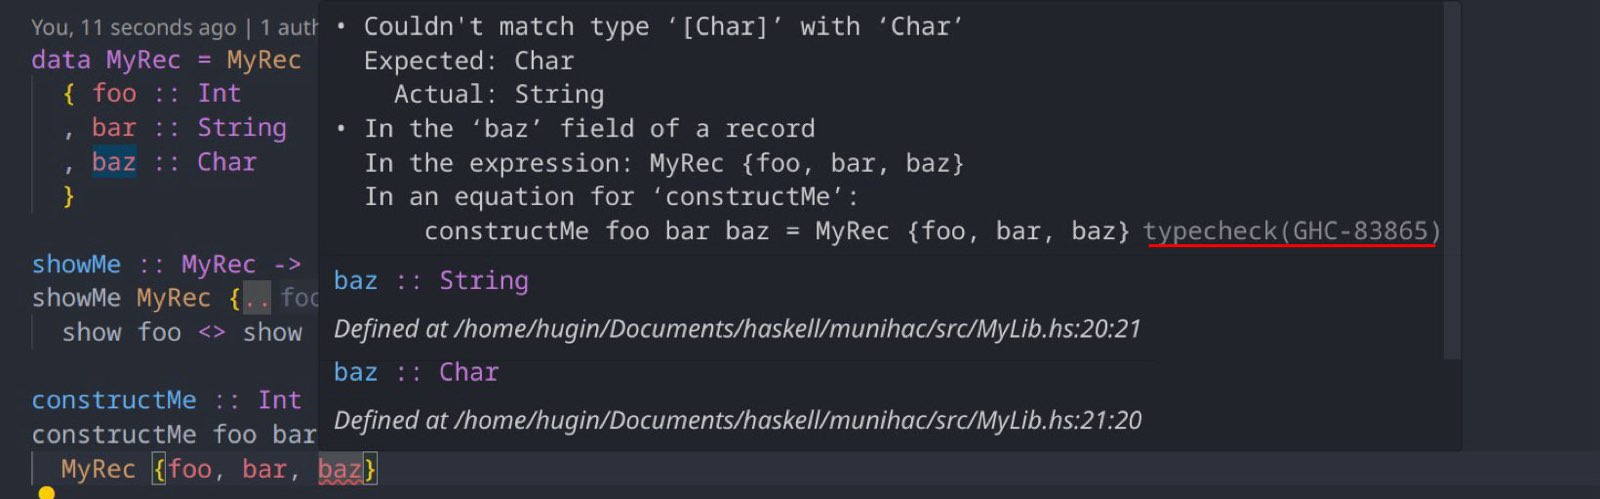 You, 11 seconds ago | 1 auth
data MyRec = MyRec
{ foo :: Int
, bar :: String
, baz :: Char
}
showMe :: MyRec ->
showMe MyRec {.. foo
show foo <> show
constructMe :: Int
constructMe foo bar
MyRec {foo, bar, baz}
• Couldn't match type ‘[Char]’ with ‘Char’
Expected: Char
Actual: String
• In the ‘baz’ field of a record
In the expression: MyRec {foo, bar, baz}
In an equation for ‘constructMe’:
constructMe foo bar baz = MyRec {foo, bar, baz} typecheck(GHC-83865)
baz :: String
Defined at /home/hugin/Documents/haskell/munihac/src/MyLib.hs:20:21
baz :: Char
Defined at /home/hugin/Documents/haskell/munihac/src/MyLib.hs:21:20